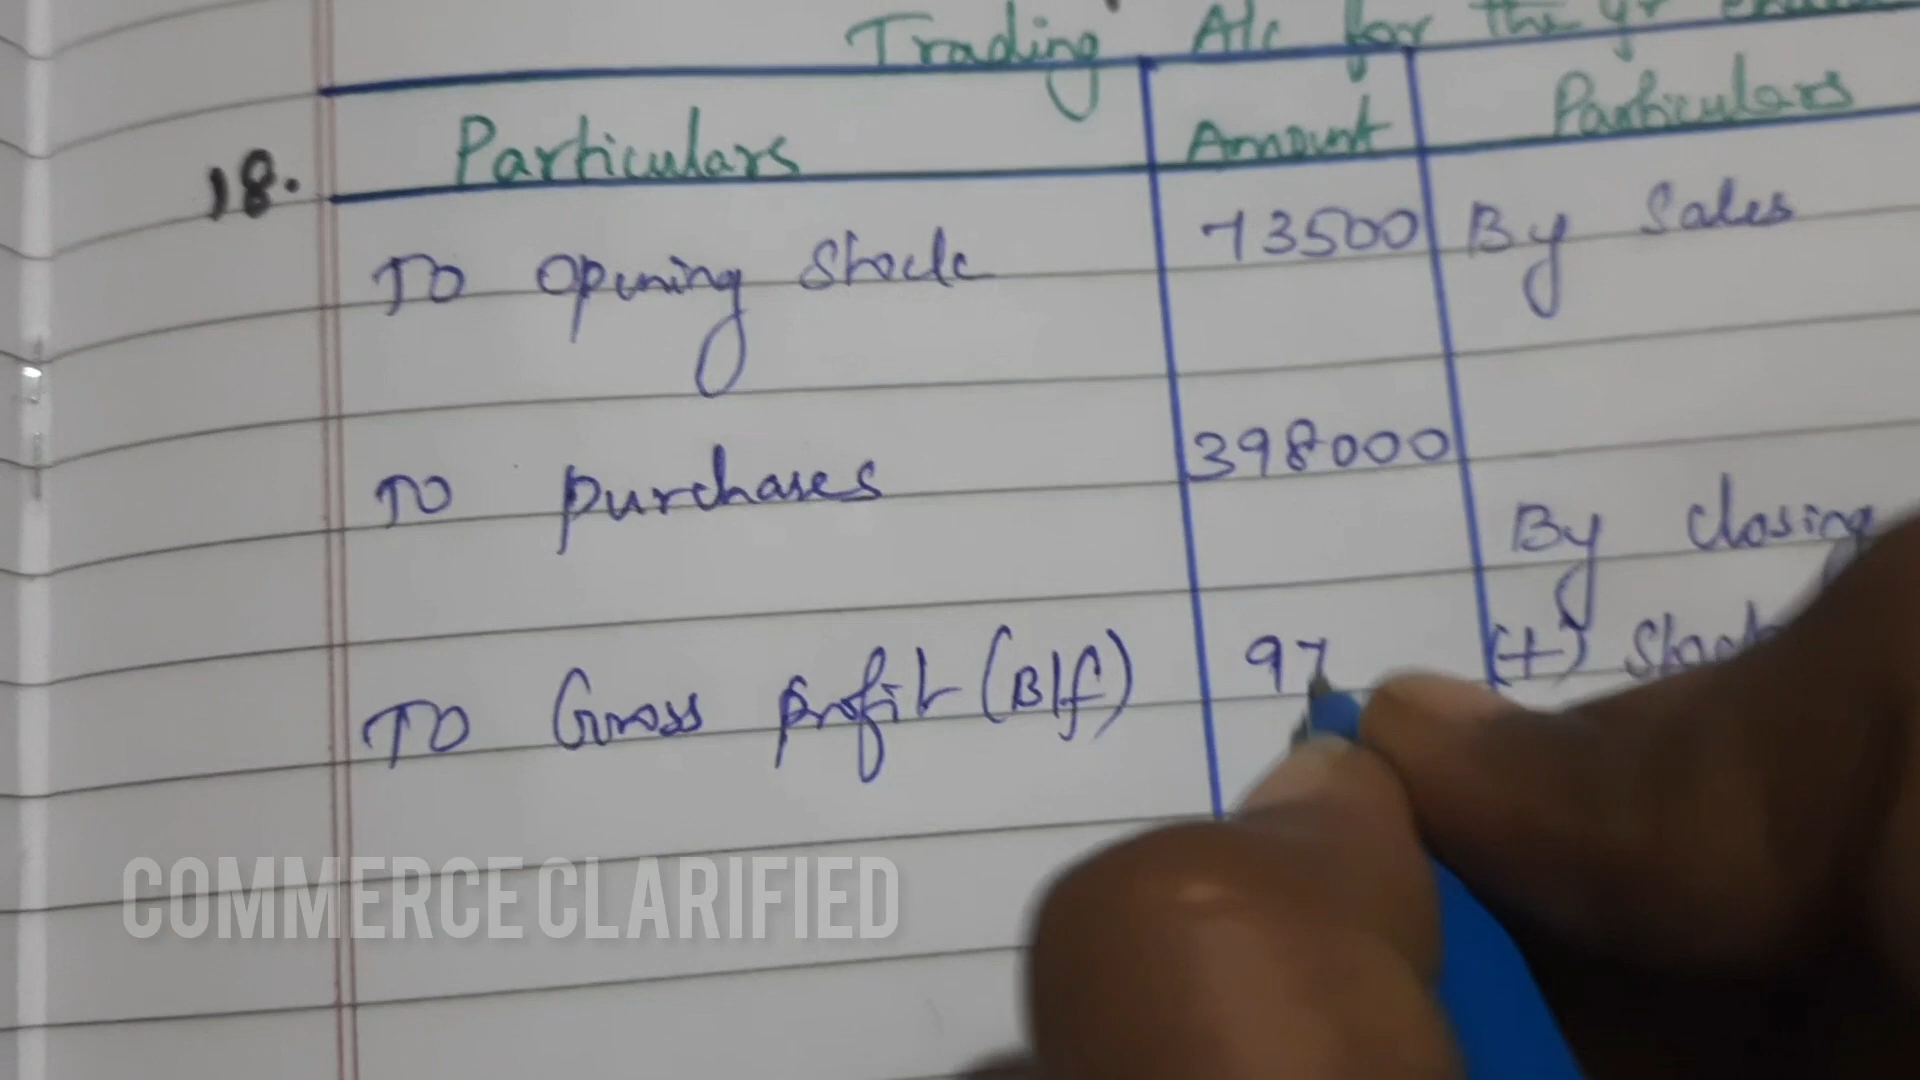 Trading A/c for the yr
Particulars Amount Particulars
18.
To Opening Stock 73500 By Sales
To purchases 398000
By closing
To Gross profit (B/f) 97 (+) Stock
COMMERCE CLARIFIED